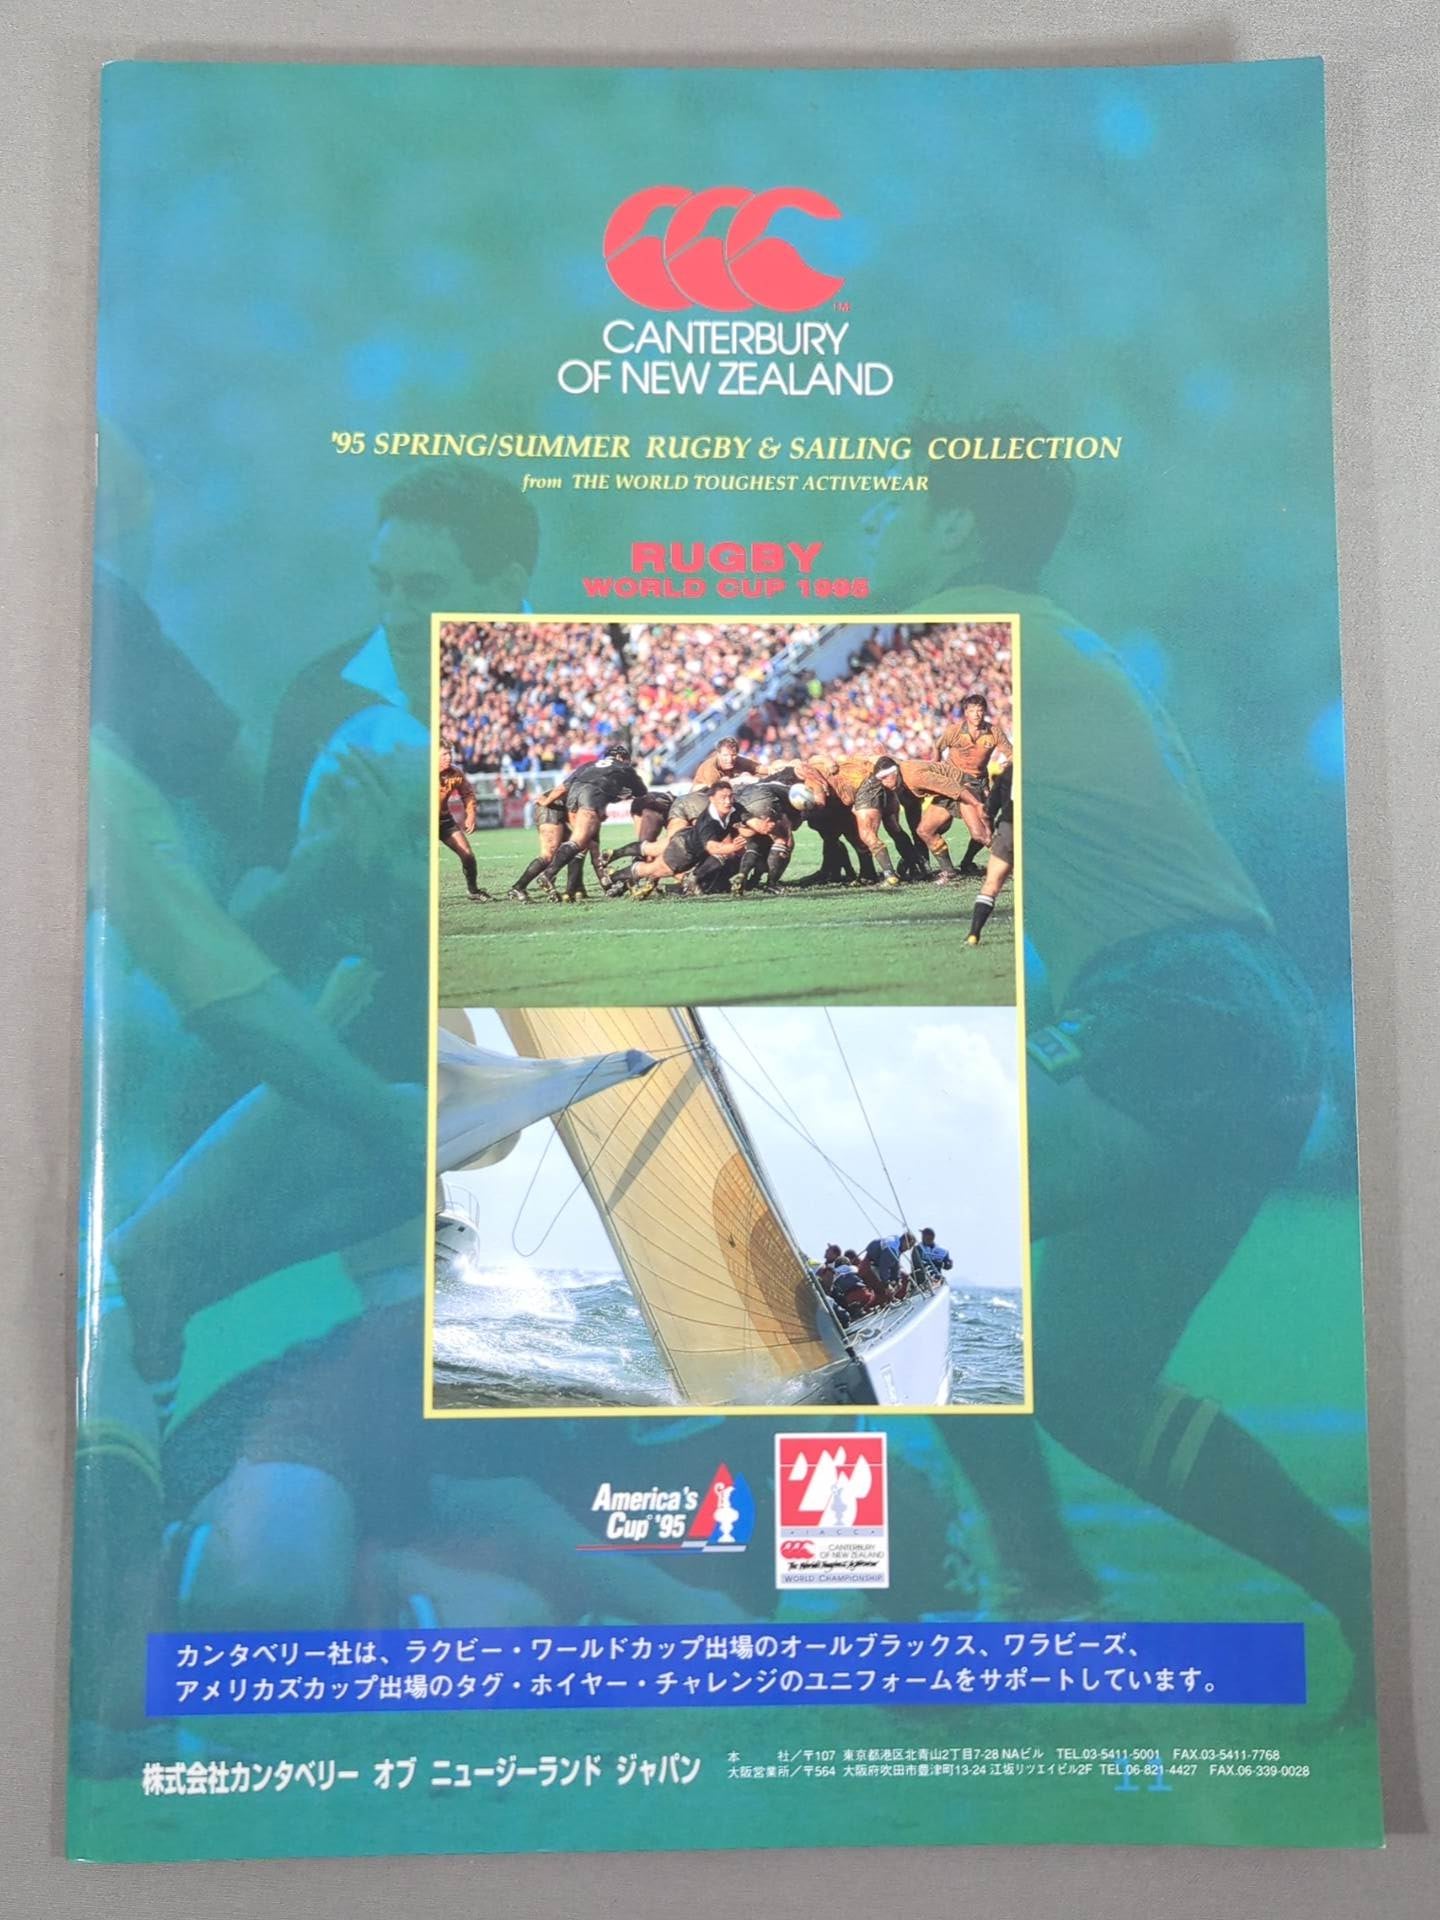 TM
CANTERBURY
OF NEW ZEALAND
'95 SPRING/SUMMER RUGBY & SAILING COLLECTION
from THE WORLD TOUGHEST ACTIVEWEAR
RUGBY
WORLD CUP 1995
America's
Cup '95
• I A C C •
CANTERBURY
OF NEW ZEALAND
The World's Toughest Activewear
WORLD CHAMPIONSHIP
カンタベリー社は、ラクビー・ワールドカップ出場のオールブラックス、ワラビーズ、
アメリカズカップ出場のタグ・ホイヤー・チャレンジのユニフォームをサポートしています。
株式会社カンタベリー オブ ニュージーランド ジャパン
本 社／〒107 東京都港区北青山2丁目7-28 NAビル TEL.03-5411-5001 FAX.03-5411-7768
大阪営業所／〒564 大阪府吹田市豊津町13-24 江坂リツエイビル2F TEL.06-821-4427 FAX.06-339-0028
11